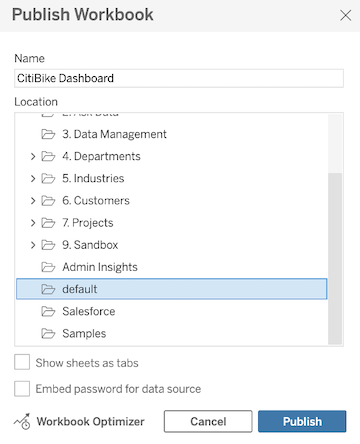 Publish Workbook
Name
CitiBike Dashboard
Location
3. Data Management
4. Departments
5. Industries
6. Customers
7. Projects
9. Sandbox
Admin Insights
default
Salesforce
Samples
Show sheets as tabs
Embed password for data source
Workbook Optimizer
Cancel
Publish